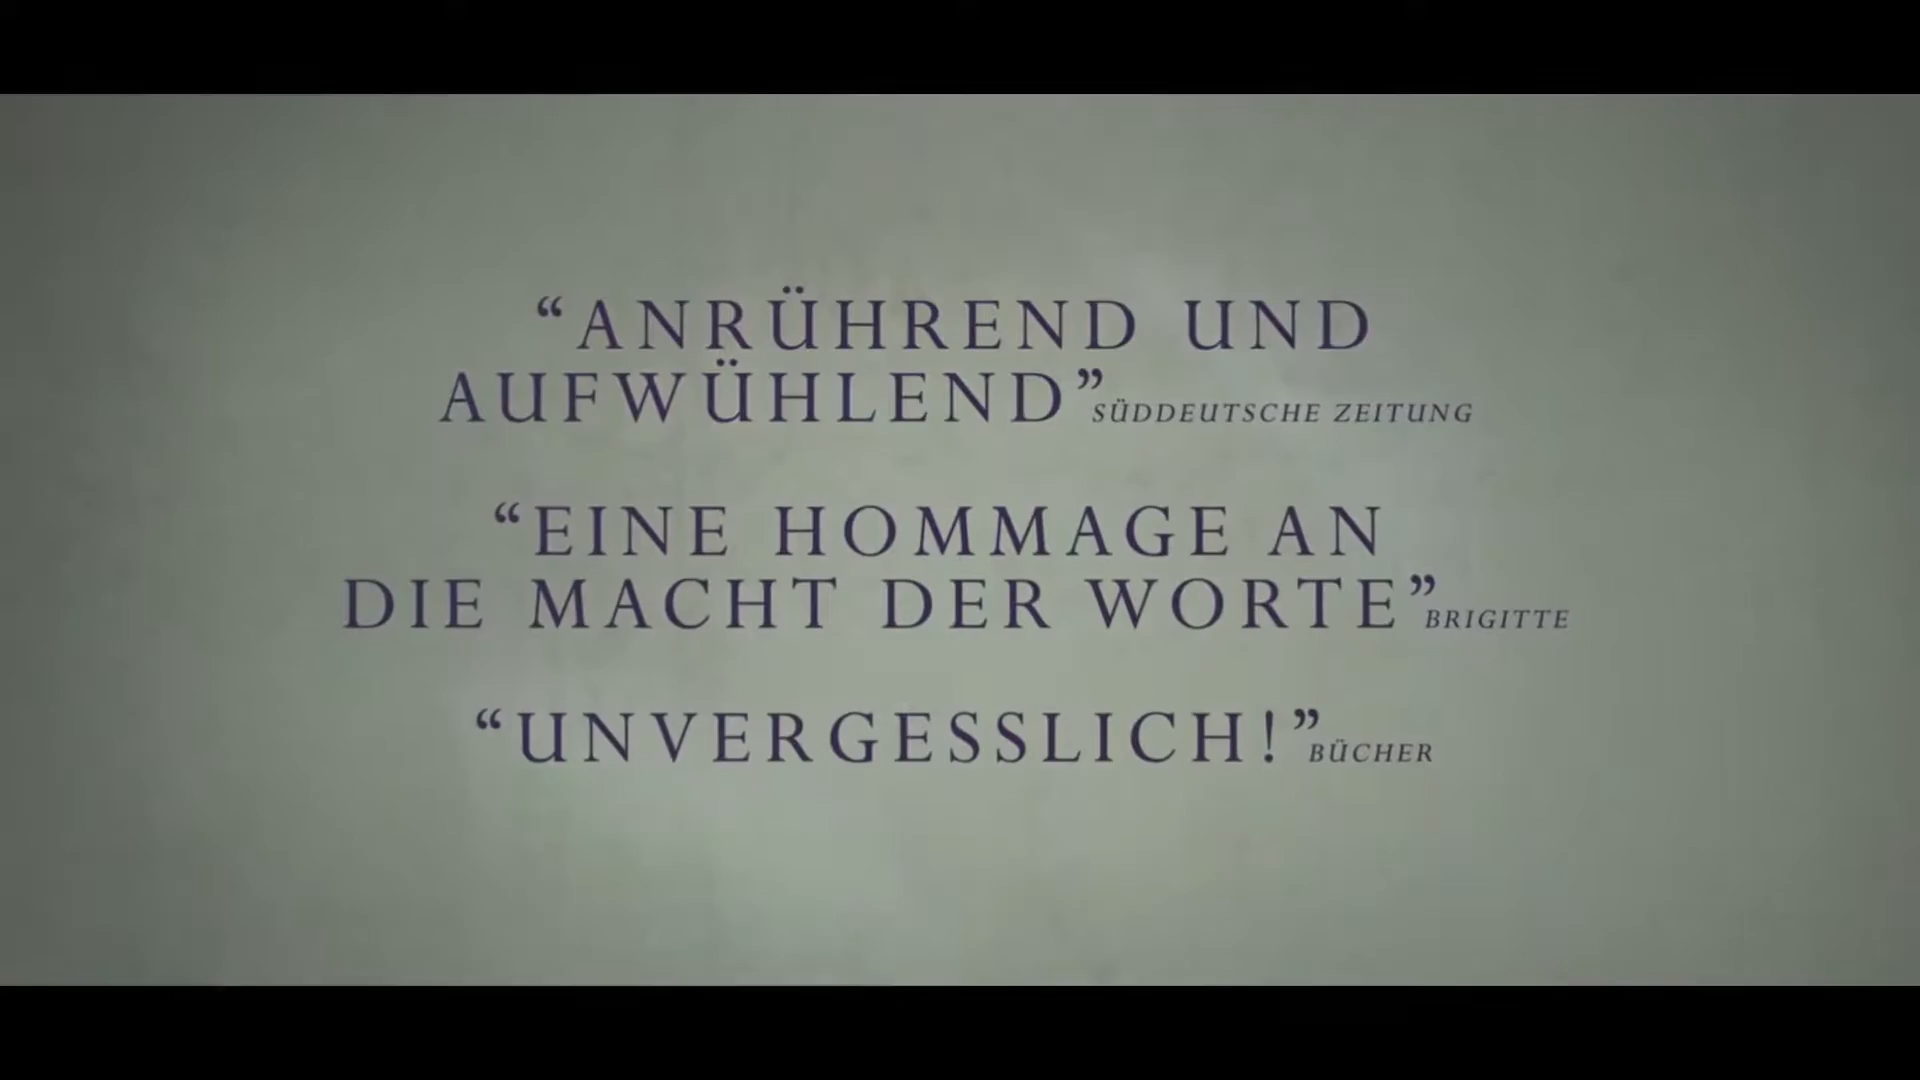 “ANRÜHREND UND
AUFWÜHLEND” SÜDDEUTSCHE ZEITUNG
“EINE HOMMAGE AN
DIE MACHT DER WORTE” BRIGITTE
“UNVERGESSLICH!” BÜCHER